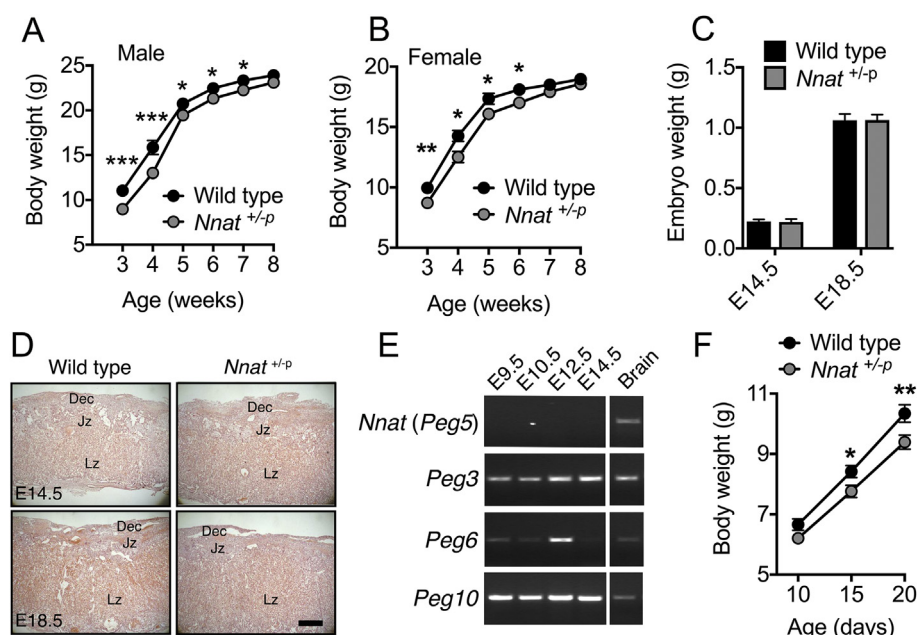 A
Male
Body weight (g)
25
20
15
10
5
***
***
*
*
*
Wild type
Nnat +/-p
3 4 5 6 7 8
Age (weeks)
B
Female
Body weight (g)
20
15
10
5
**
*
*
*
Wild type
Nnat +/-p
3 4 5 6 7 8
Age (weeks)
C
Wild type
Nnat +/-p
Embryo weight (g)
1.5
1.0
0.5
0.0
E14.5
E18.5
D
Wild type
Nnat +/-p
Dec
Jz
Lz
E14.5
Dec
Jz
Lz
Dec
Jz
Lz
E18.5
Dec
Jz
Lz
E
E9.5
E10.5
E12.5
E14.5
Brain
Nnat (Peg5)
Peg3
Peg6
Peg10
F
Wild type
Nnat +/-p
Body weight (g)
11
9
7
5
*
**
10 15 20
Age (days)